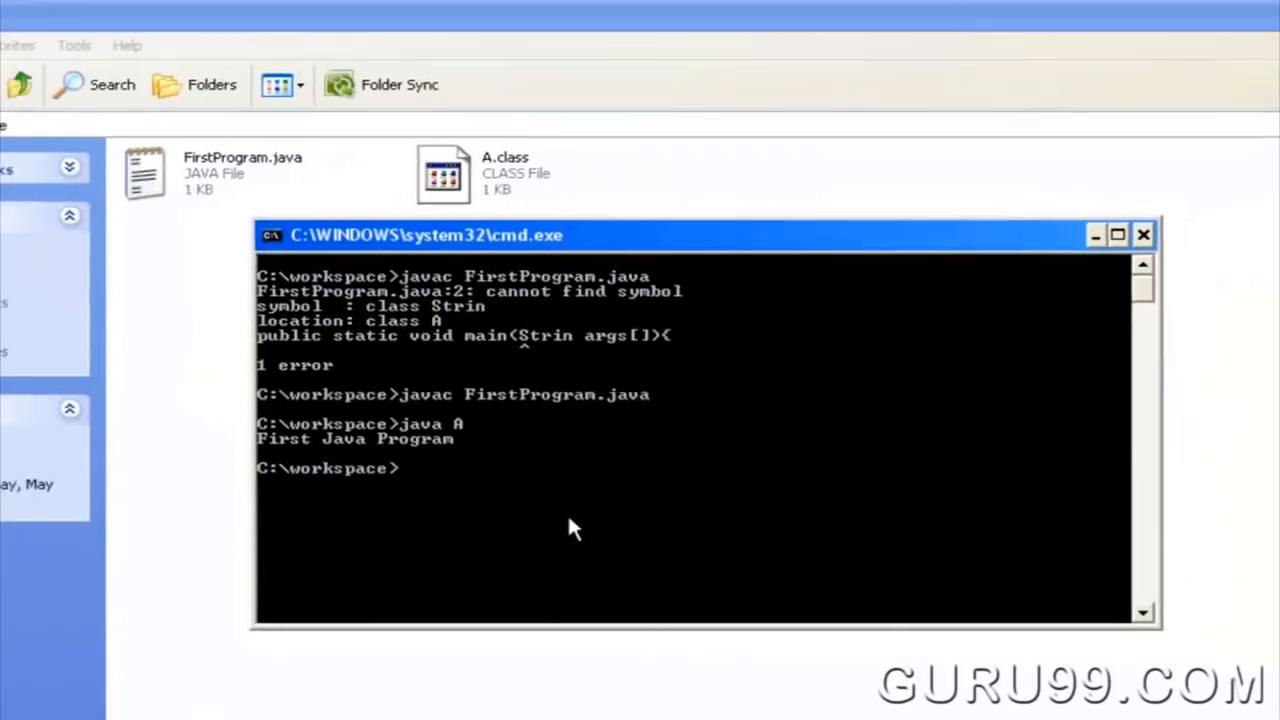 orites Tools Help
Search Folders Folder Sync
e
ks
FirstProgram.java
JAVA File
1 KB
A.class
CLASS File
1 KB
C:\WINDOWS\system32\cmd.exe
C:\workspace>javac FirstProgram.java
FirstProgram.java:2: cannot find symbol
symbol  : class Strin
location: class A
public static void main(Strin args[]){
^
1 error
C:\workspace>javac FirstProgram.java
C:\workspace>java A
First Java Program
C:\workspace>
s
s
ay, May
GURU99.COM